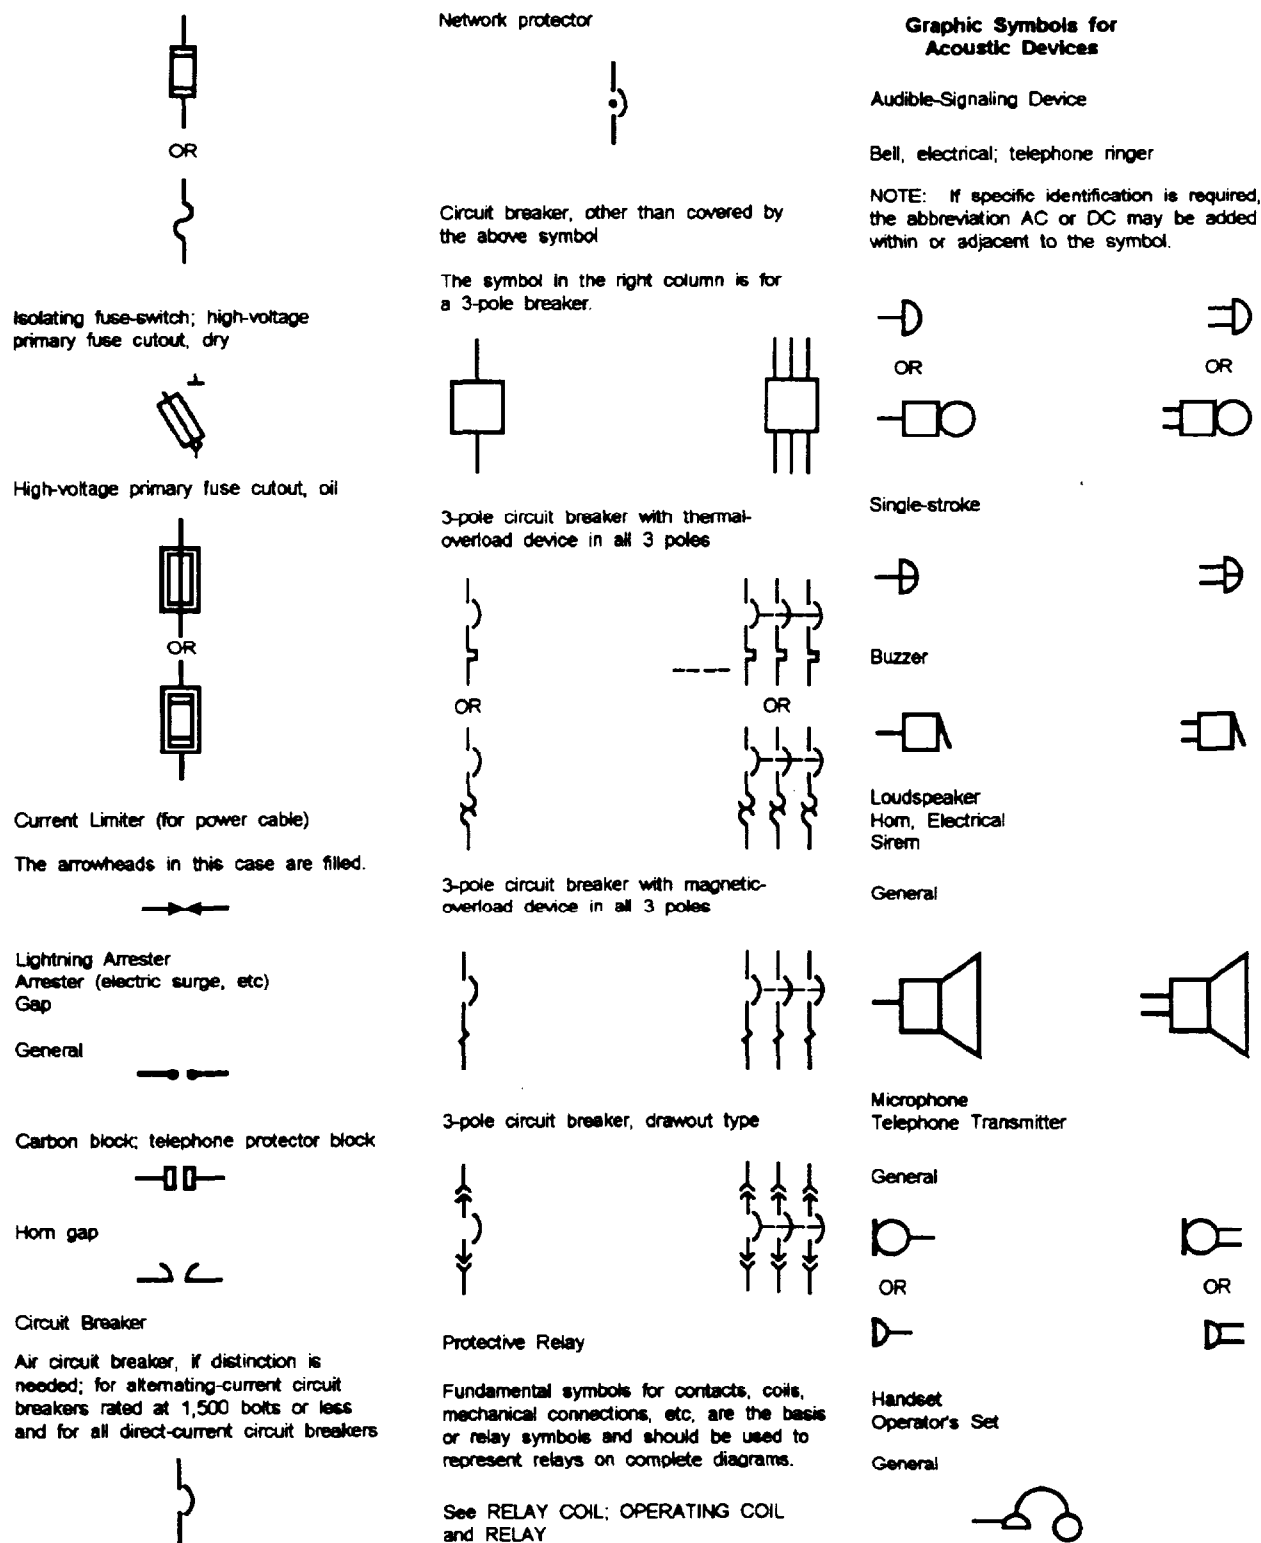 OR
Isolating fuse-switch; high-voltage
primary fuse cutout, dry
High-voltage primary fuse cutout, oil
OR
Current Limiter (for power cable)
The arrowheads in this case are filled.
Lightning Arrester
Arrester (electric surge, etc)
Gap
General
Carbon block; telephone protector block
Horn gap
Circuit Breaker
Air circuit breaker, if distinction is
needed; for alternating-current circuit
breakers rated at 1,500 bolts or less
and for all direct-current circuit breakers
Network protector
Circuit breaker, other than covered by
the above symbol
The symbol in the right column is for
a 3-pole breaker.
3-pole circuit breaker with thermal-
overload device in all 3 poles
OR OR
3-pole circuit breaker with magnetic-
overload device in all 3 poles
3-pole circuit breaker, drawout type
Protective Relay
Fundamental symbols for contacts, coils,
mechanical connections, etc, are the basis
or relay symbols and should be used to
represent relays on complete diagrams.
See RELAY COIL; OPERATING COIL
and RELAY
Graphic Symbols for
Acoustic Devices
Audible-Signaling Device
Bell, electrical; telephone ringer
NOTE: If specific identification is required,
the abbreviation AC or DC may be added
within or adjacent to the symbol.
OR OR
Single-stroke
Buzzer
Loudspeaker
Horn, Electrical
Sirem
General
Microphone
Telephone Transmitter
General
OR OR
Handset
Operator's Set
General